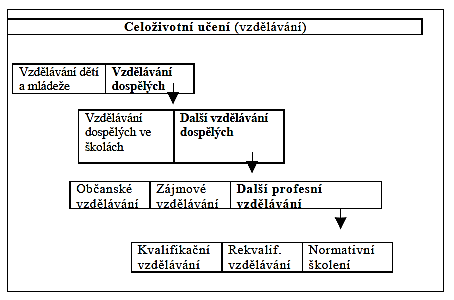 Celoživotní učení (vzdělávání)
Vzdělávání dětí
a mládeže
Vzdělávání
dospělých
Vzdělávání
dospělých ve
školách
Další vzdělávání
dospělých
Občanské
vzdělávání
Zájmové
vzdělávání
Další profesní
vzdělávání
Kvalifikační
vzdělávání
Rekvalif.
vzdělávání
Normativní
školení